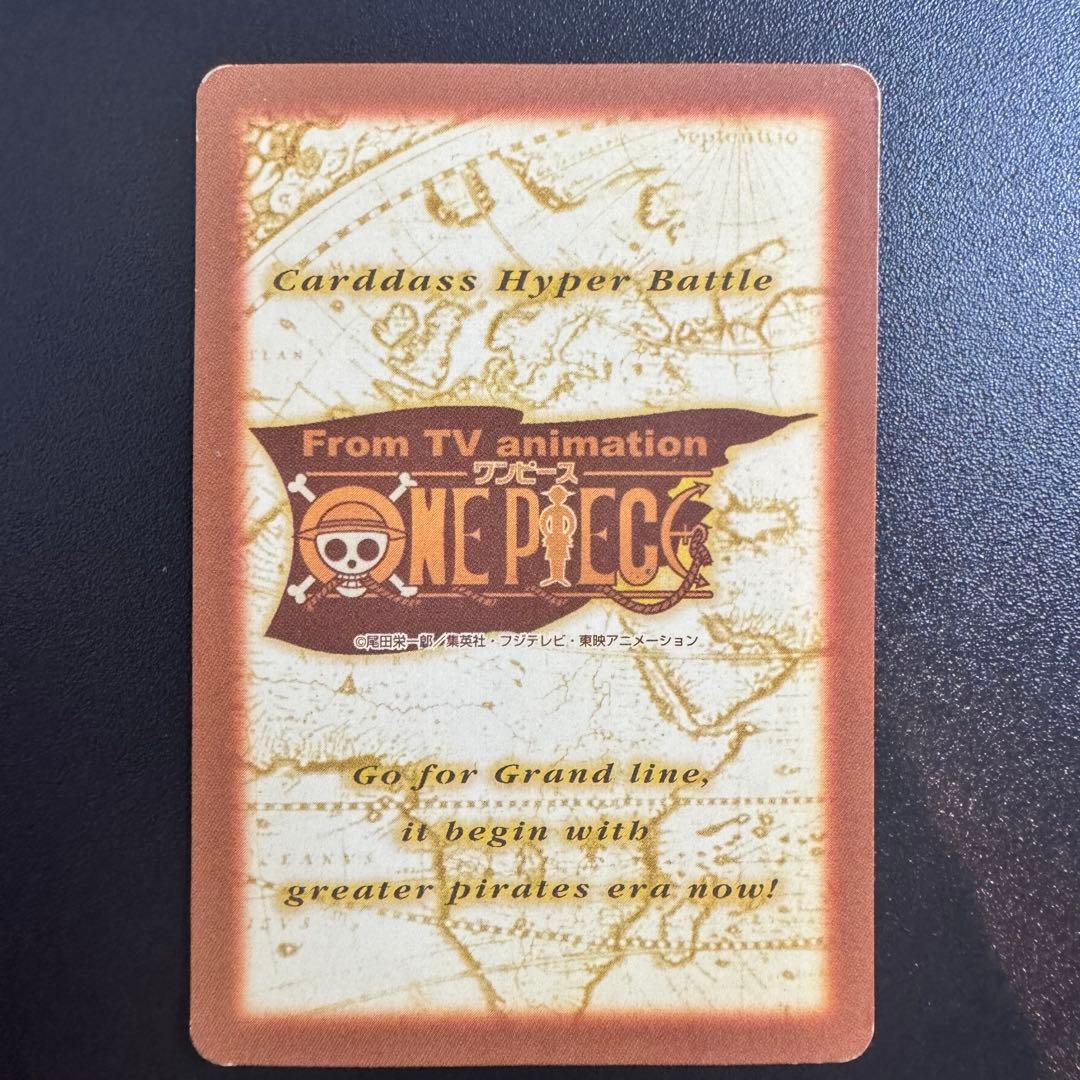 Septentrio
Carddass Hyper Battle
From TV animation
ワンピース
ONE PIECE
©尾田栄一郎／集英社・フジテレビ・東映アニメーション
Go for Grand line,
it begin with
greater pirates era now!